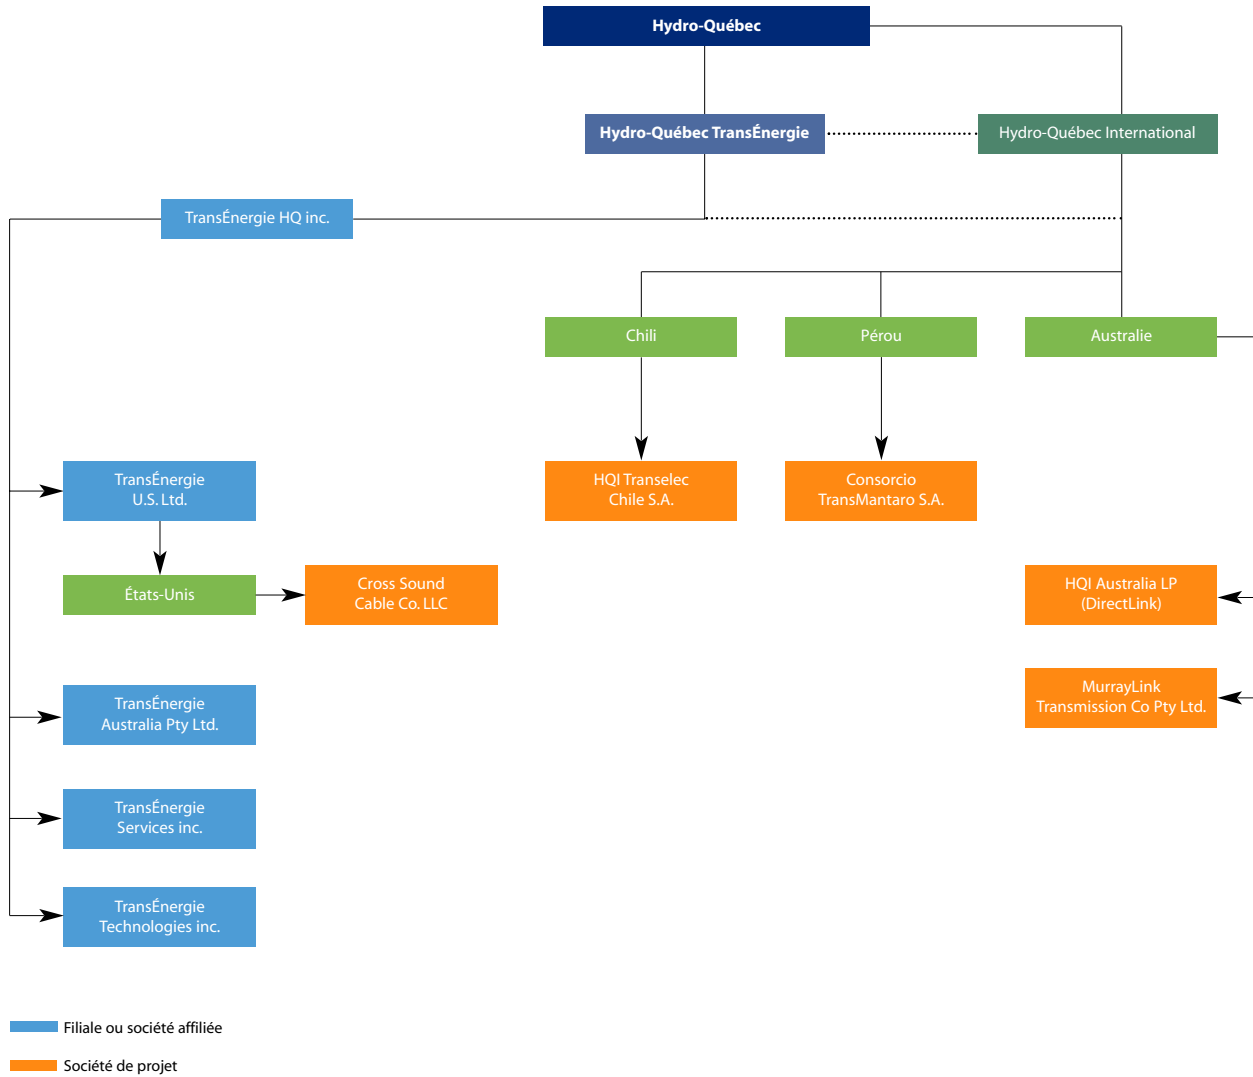 Hydro-Québec
Hydro-Québec TransÉnergie
Hydro-Québec International
TransÉnergie HQ inc.
Chili
Pérou
Australie
TransÉnergie
U.S. Ltd.
HQI Transelec
Chile S.A.
Consorcio
TransMantaro S.A.
États-Unis
Cross Sound
Cable Co. LLC
HQI Australia LP
(DirectLink)
TransÉnergie
Australia Pty Ltd.
MurrayLink
Transmission Co Pty Ltd.
TransÉnergie
Services inc.
TransÉnergie
Technologies inc.
Filiale ou société affiliée
Société de projet